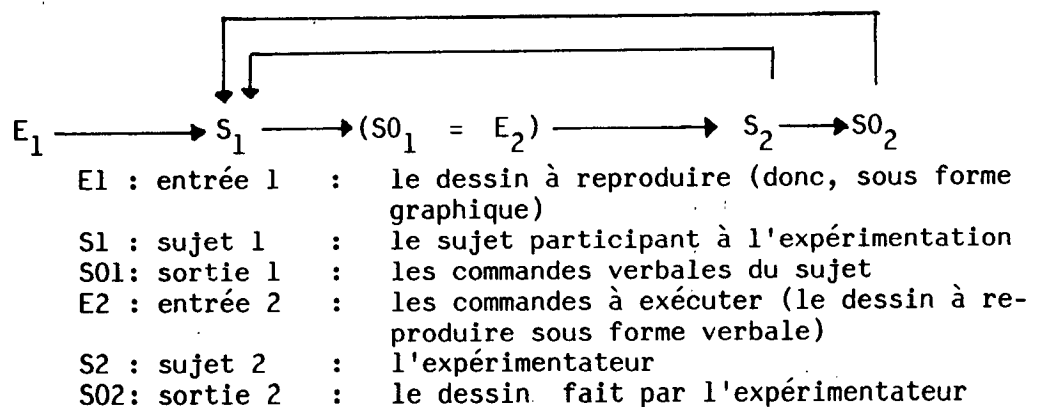 E1 S1 (SO1 = E2) S2 SO2
E1 : entrée 1 : le dessin à reproduire (donc, sous forme
graphique)
S1 : sujet 1 : le sujet participant à l'expérimentation
SO1: sortie 1 : les commandes verbales du sujet
E2 : entrée 2 : les commandes à exécuter (le dessin à re-
produire sous forme verbale)
S2 : sujet 2 : l'expérimentateur
SO2: sortie 2 : le dessin fait par l'expérimentateur